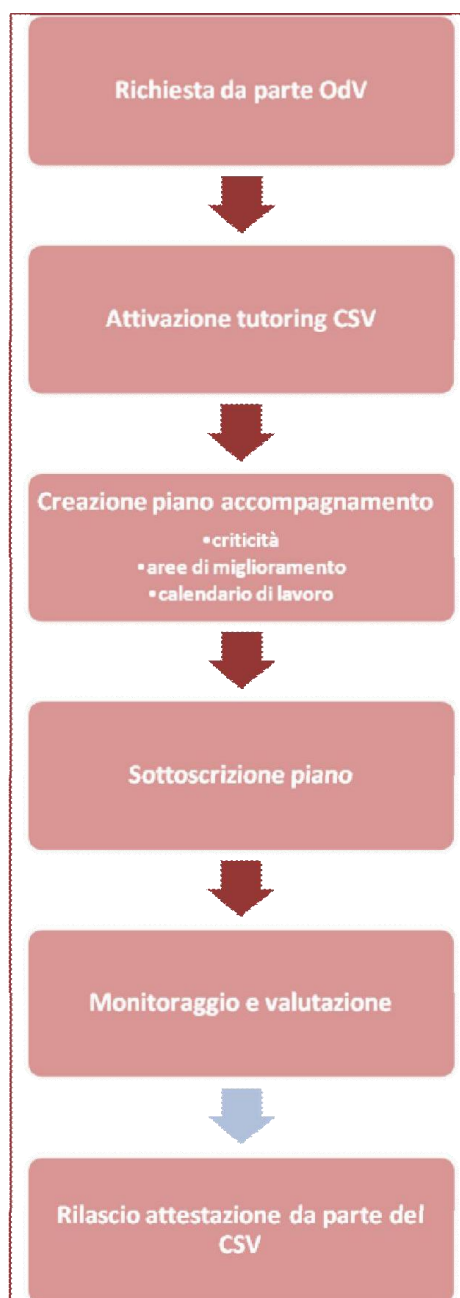 Richiesta da parte OdV
Attivazione tutoring CSV
Creazione piano accompagnamento
•criticità
•aree di miglioramento
•calendario di lavoro
Sottoscrizione piano
Monitoraggio e valutazione
Rilascio attestazione da parte del
CSV